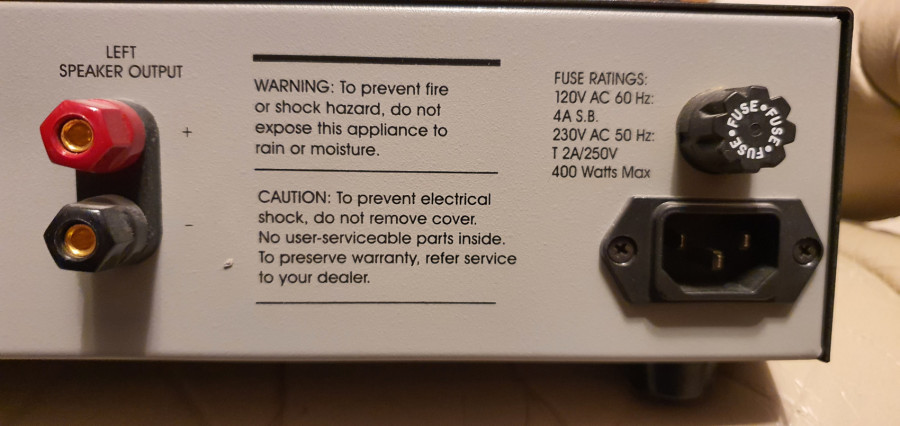 LEFT
SPEAKER OUTPUT
+
-
WARNING: To prevent fire
or shock hazard, do not
expose this appliance to
rain or moisture.
CAUTION: To prevent electrical
shock, do not remove cover.
No user-serviceable parts inside.
To preserve warranty, refer service
to your dealer.
FUSE RATINGS:
120V AC 60 Hz:
4A S.B.
230V AC 50 Hz:
T 2A/250V
400 Watts Max
FUSE•FUSE•FUSE•